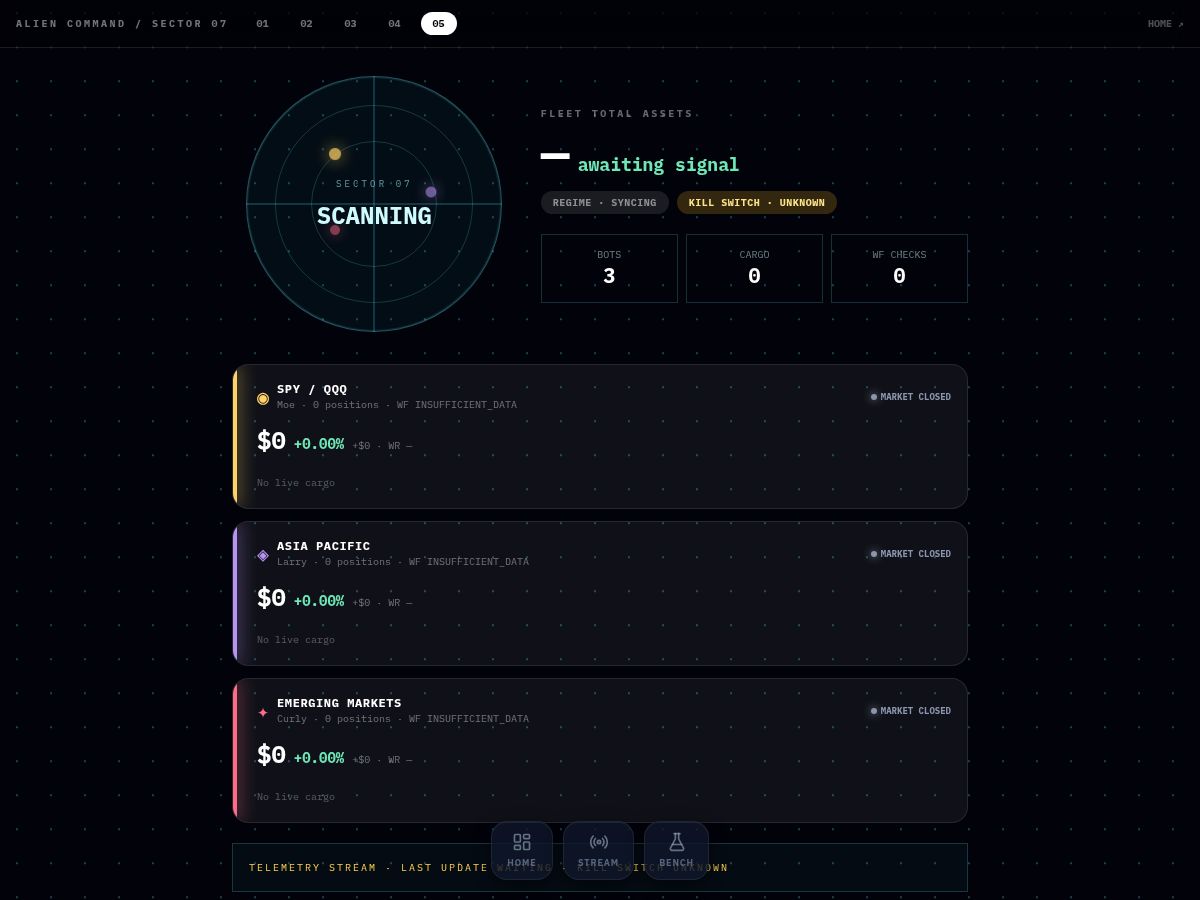 ALIEN COMMAND / SECTOR 07 01 02 03 04 05 HOME ↗
SECTOR 07
SCANNING
FLEET TOTAL ASSETS
— awaiting signal
REGIME · SYNCING KILL SWITCH · UNKNOWN
BOTS CARGO WF CHECKS
3 0 0
◉ SPY / QQQ
Moe · 0 positions · WF INSUFFICIENT_DATA
MARKET CLOSED
$0 +0.00% +$0 · WR —
No live cargo
◈ ASIA PACIFIC
Larry · 0 positions · WF INSUFFICIENT_DATA
MARKET CLOSED
$0 +0.00% +$0 · WR —
No live cargo
✦ EMERGING MARKETS
Curly · 0 positions · WF INSUFFICIENT_DATA
MARKET CLOSED
$0 +0.00% +$0 · WR —
No live cargo
TELEMETRY STREAM · LAST UPDATE WAITING · KILL SWITCH UNKNOWN
HOME STREAM BENCH